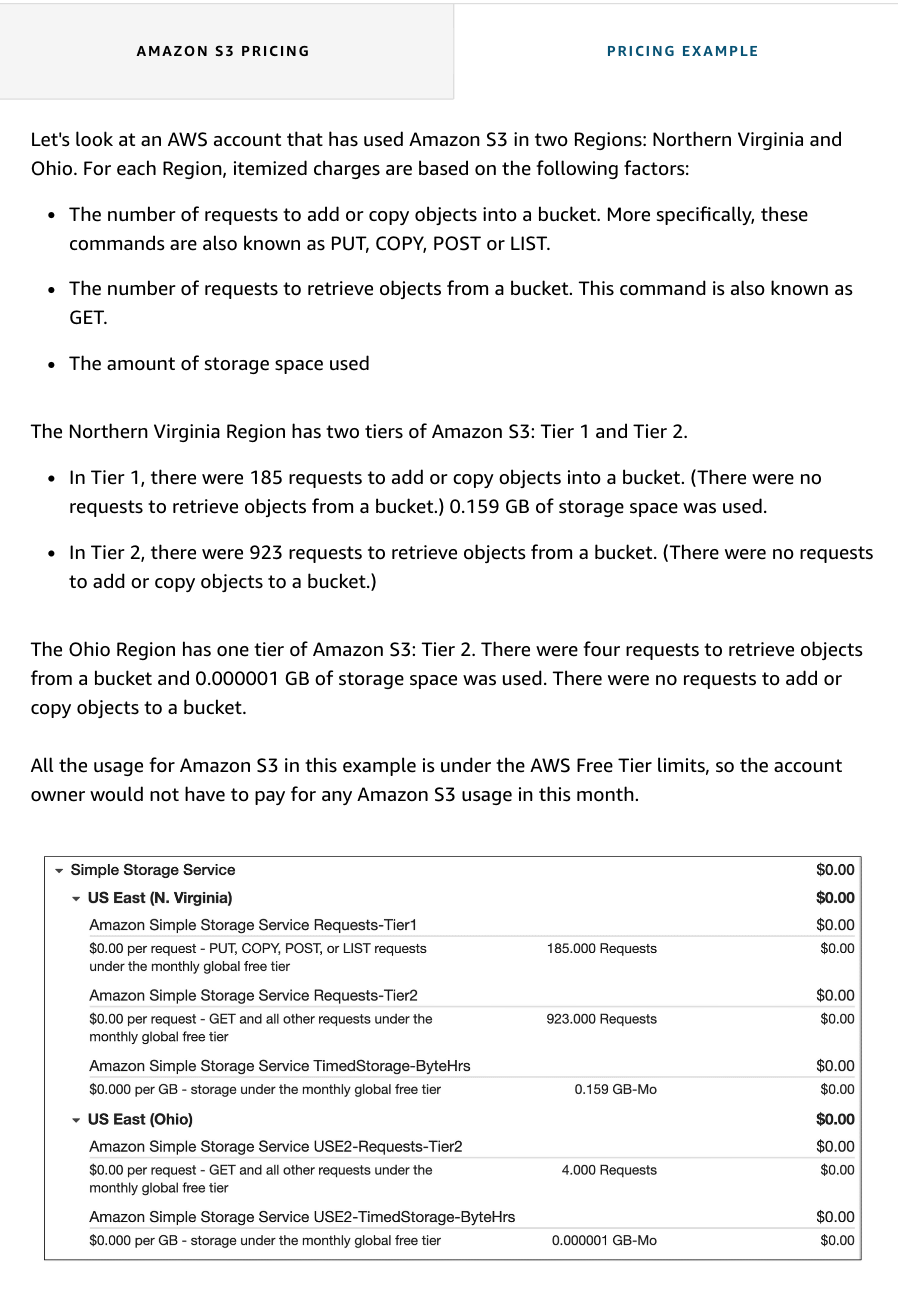 AMAZON S3 PRICING
PRICING EXAMPLE
Let's look at an AWS account that has used Amazon S3 in two Regions: Northern Virginia and
Ohio. For each Region, itemized charges are based on the following factors:
• The number of requests to add or copy objects into a bucket. More specifically, these
commands are also known as PUT, COPY, POST or LIST.
• The number of requests to retrieve objects from a bucket. This command is also known as
GET.
• The amount of storage space used
The Northern Virginia Region has two tiers of Amazon S3: Tier 1 and Tier 2.
• In Tier 1, there were 185 requests to add or copy objects into a bucket. (There were no
requests to retrieve objects from a bucket.) 0.159 GB of storage space was used.
• In Tier 2, there were 923 requests to retrieve objects from a bucket. (There were no requests
to add or copy objects to a bucket.)
The Ohio Region has one tier of Amazon S3: Tier 2. There were four requests to retrieve objects
from a bucket and 0.000001 GB of storage space was used. There were no requests to add or
copy objects to a bucket.
All the usage for Amazon S3 in this example is under the AWS Free Tier limits, so the account
owner would not have to pay for any Amazon S3 usage in this month.
Simple Storage Service $0.00
US East (N. Virginia) $0.00
Amazon Simple Storage Service Requests-Tier1 $0.00
$0.00 per request - PUT, COPY, POST, or LIST requests 185.000 Requests $0.00
under the monthly global free tier
Amazon Simple Storage Service Requests-Tier2 $0.00
$0.00 per request - GET and all other requests under the 923.000 Requests $0.00
monthly global free tier
Amazon Simple Storage Service TimedStorage-ByteHrs $0.00
$0.000 per GB - storage under the monthly global free tier 0.159 GB-Mo $0.00
US East (Ohio) $0.00
Amazon Simple Storage Service USE2-Requests-Tier2 $0.00
$0.00 per request - GET and all other requests under the 4.000 Requests $0.00
monthly global free tier
Amazon Simple Storage Service USE2-TimedStorage-ByteHrs $0.00
$0.000 per GB - storage under the monthly global free tier 0.000001 GB-Mo $0.00